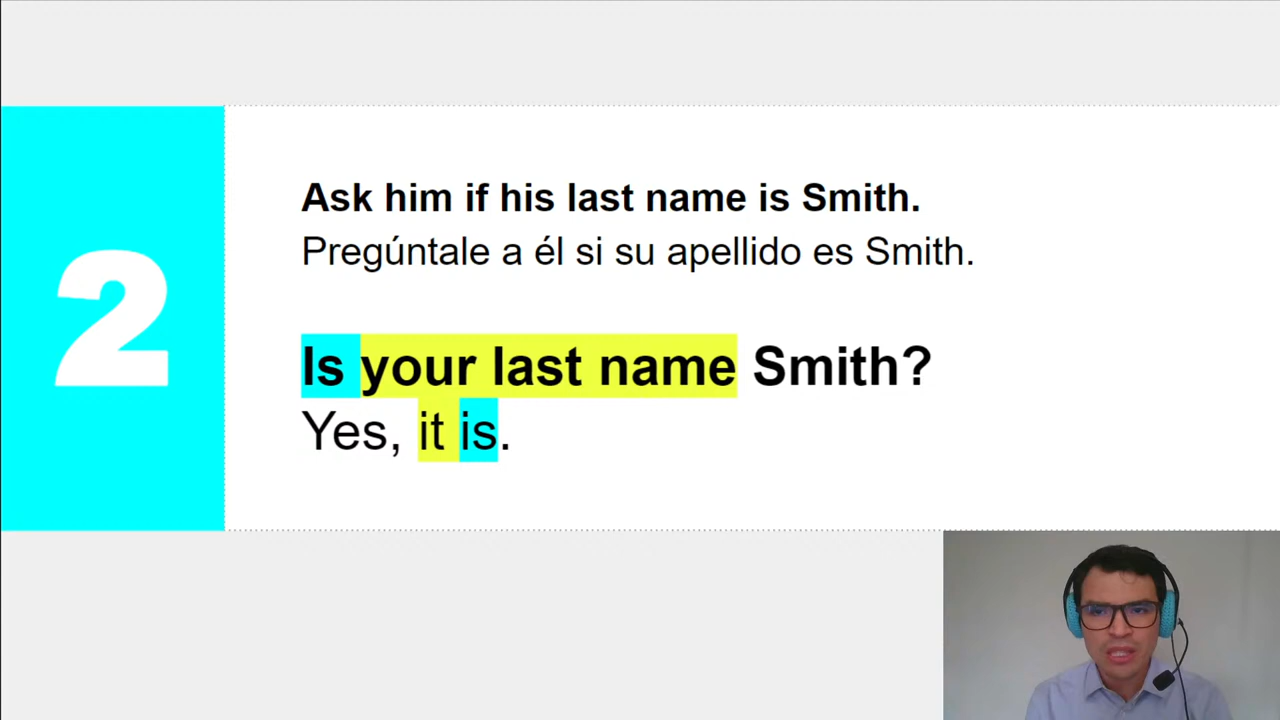 2
Ask him if his last name is Smith.
Pregúntale a él si su apellido es Smith.
Is your last name Smith?
Yes, it is.